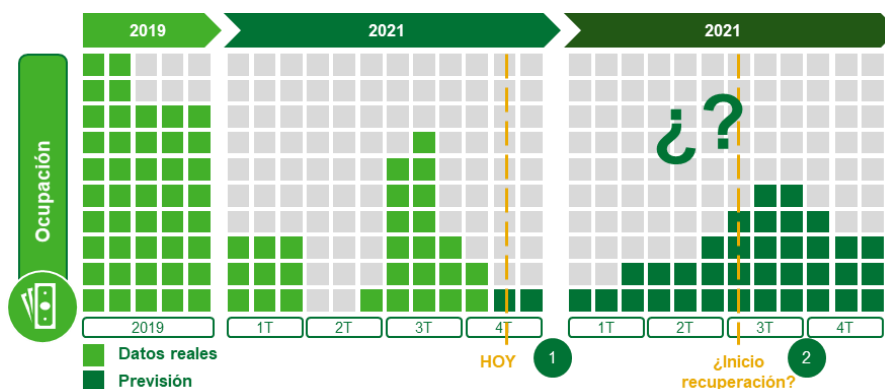 2019
2021
2021
Ocupación
¿?
2019
1T
2T
3T
4T
1T
2T
3T
4T
Datos reales
Previsión
HOY
1
¿Inicio
recuperación?
2